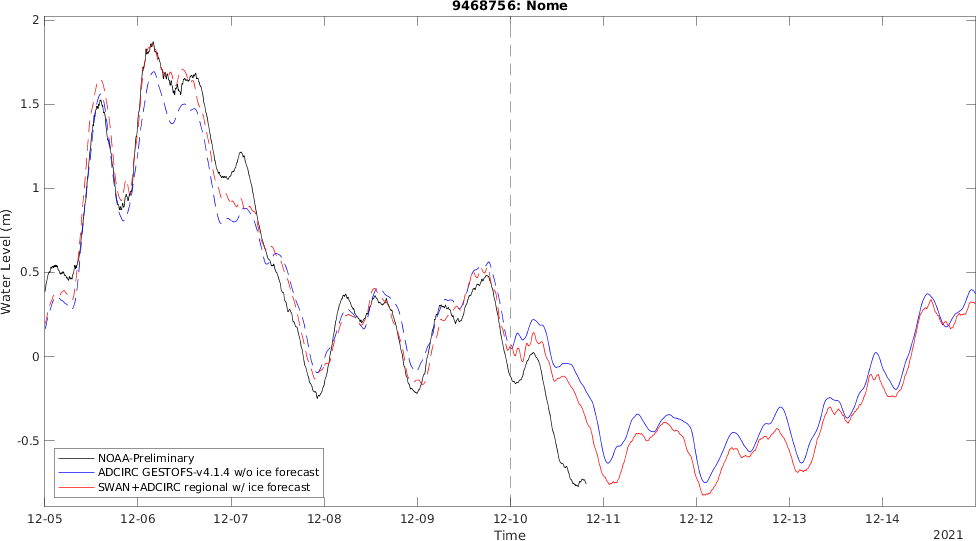 9468756: Nome
2
1.5
1
0.5
0
-0.5
Water Level (m)
NOAA-Preliminary
ADCIRC GESTOFS-v4.1.4 w/o ice forecast
SWAN+ADCIRC regional w/ ice forecast
12-05 12-06 12-07 12-08 12-09 12-10 12-11 12-12 12-13 12-14
Time
2021